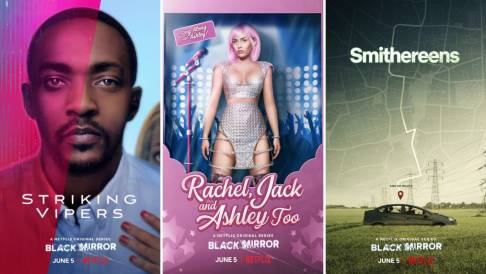 STRIKING
VIPERS
A NETFLIX ORIGINAL SERIES
BLACK MIRROR
JUNE 5 NETFLIX
Rachel, Jack
and
Ashley Too
A NETFLIX ORIGINAL SERIES
BLACK MIRROR
JUNE 5 NETFLIX
Smithereens
A NETFLIX ORIGINAL SERIES
BLACK MIRROR
JUNE 5 NETFLIX